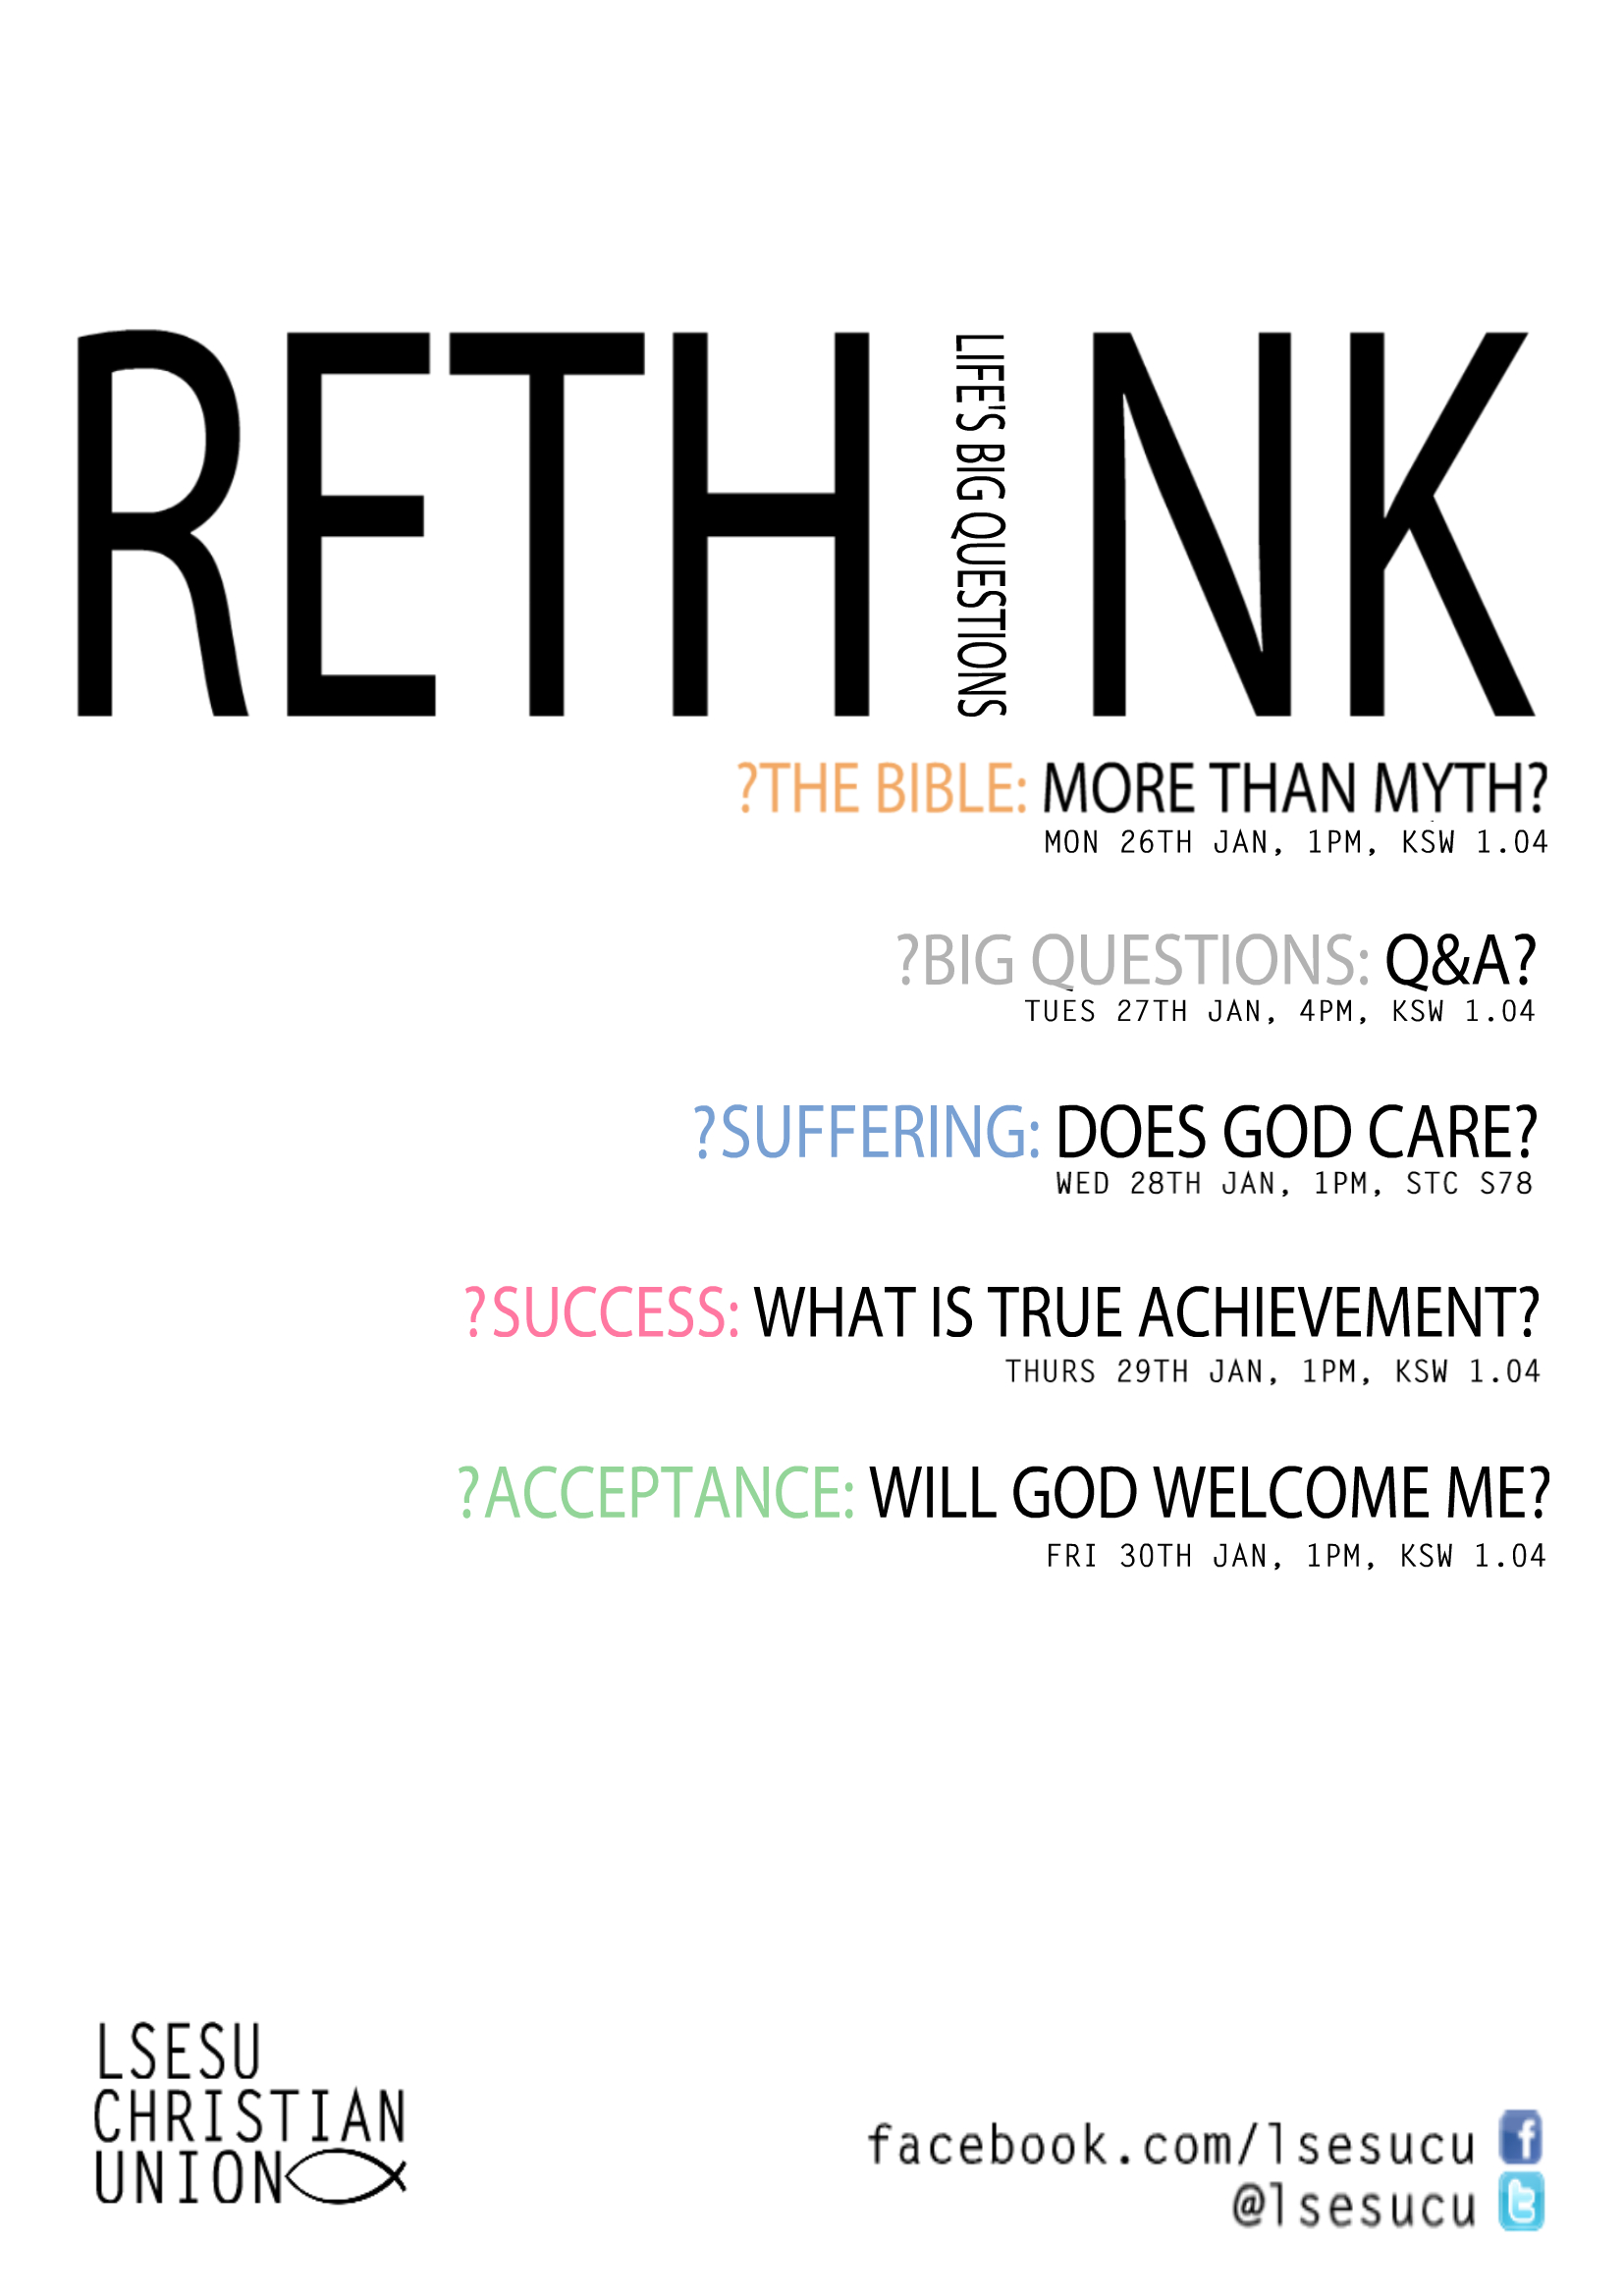 RETH NK
LIFE'S BIG QUESTIONS
?THE BIBLE: MORE THAN MYTH?
MON 26TH JAN, 1PM, KSW 1.04
?BIG QUESTIONS: Q&A?
TUES 27TH JAN, 4PM, KSW 1.04
?SUFFERING: DOES GOD CARE?
WED 28TH JAN, 1PM, STC S78
?SUCCESS: WHAT IS TRUE ACHIEVEMENT?
THURS 29TH JAN, 1PM, KSW 1.04
?ACCEPTANCE: WILL GOD WELCOME ME?
FRI 30TH JAN, 1PM, KSW 1.04
LSESU
CHRISTIAN
UNION
facebook.com/lsesucu
@lsesucu